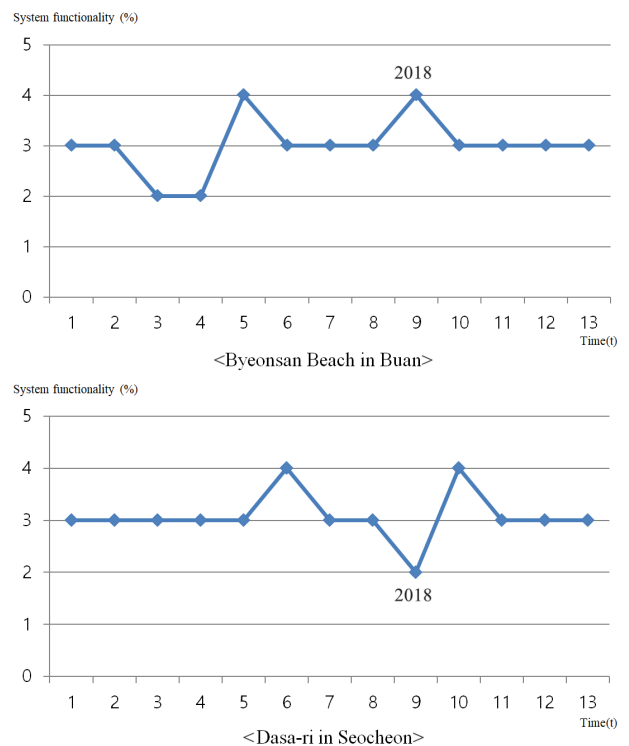 System functionality (%)
5
2018
4
3
2
1
0
1 2 3 4 5 6 7 8 9 10 11 12 13
Time(t)
<Byeonsan Beach in Buan>
System functionality (%)
5
4
3
2
2018
1
0
1 2 3 4 5 6 7 8 9 10 11 12 13
Time(t)
<Dasa-ri in Seocheon>